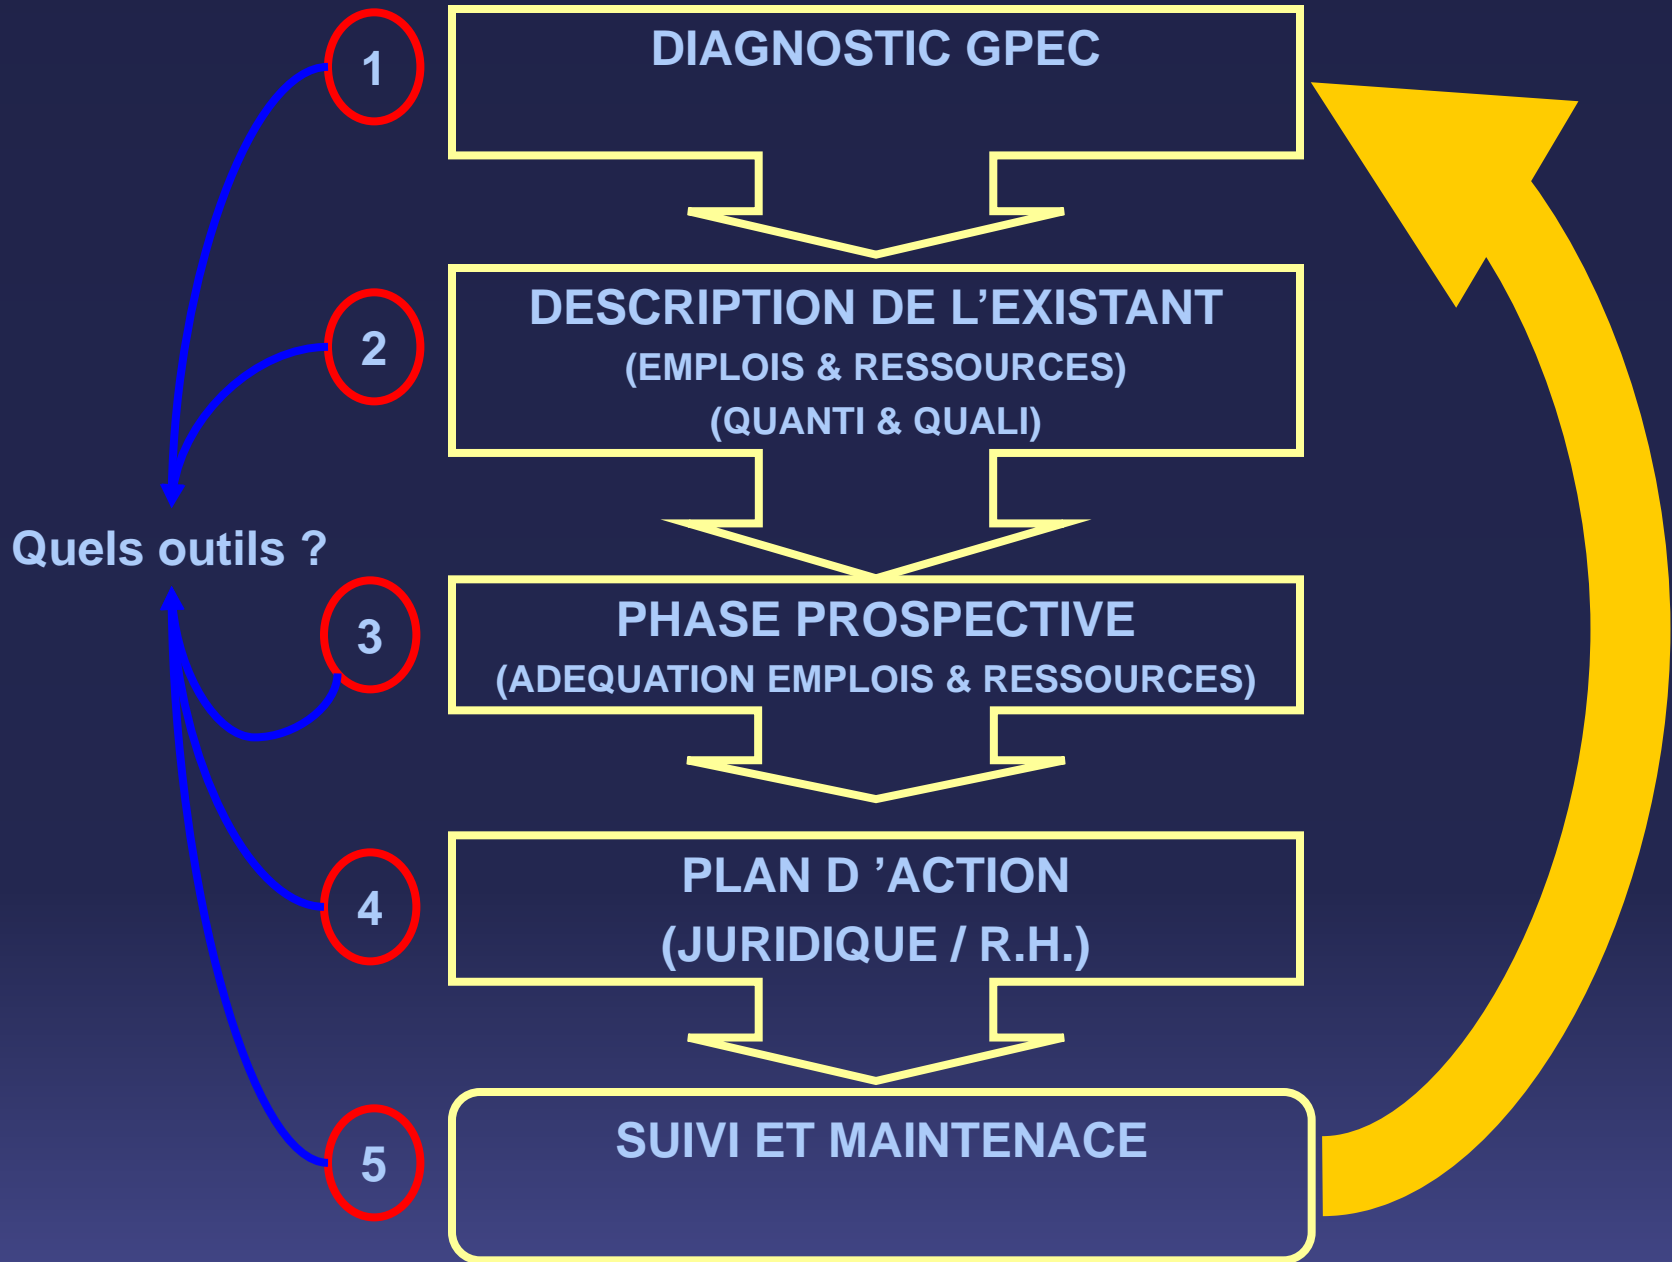 1
DIAGNOSTIC GPEC
2
DESCRIPTION DE L’EXISTANT
(EMPLOIS & RESSOURCES)
(QUANTI & QUALI)
Quels outils ?
3
PHASE PROSPECTIVE
(ADEQUATION EMPLOIS & RESSOURCES)
4
PLAN D ’ACTION
(JURIDIQUE / R.H.)
5
SUIVI ET MAINTENACE